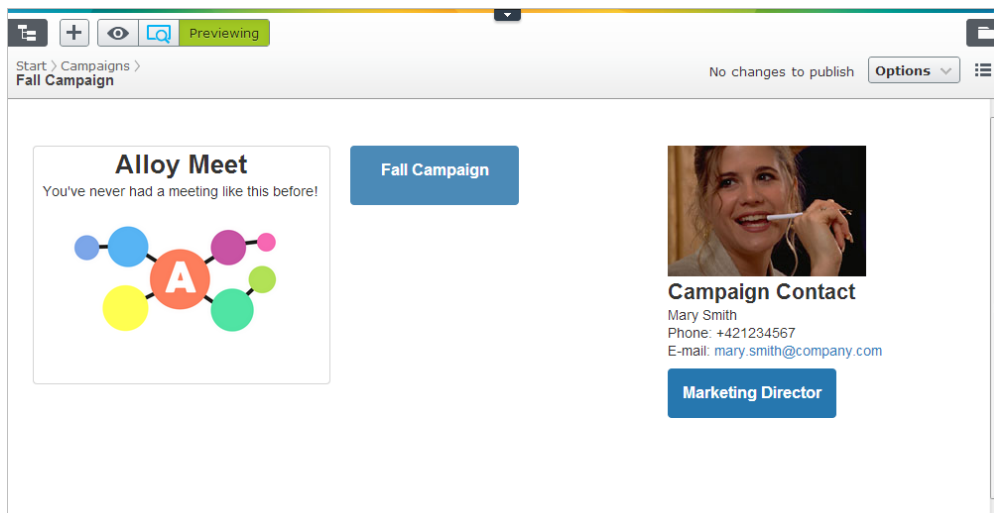 Previewing
Start > Campaigns >
Fall Campaign
No changes to publish
Options
Alloy Meet
You've never had a meeting like this before!
A
Fall Campaign
Campaign Contact
Mary Smith
Phone: +421234567
E-mail: mary.smith@company.com
Marketing Director